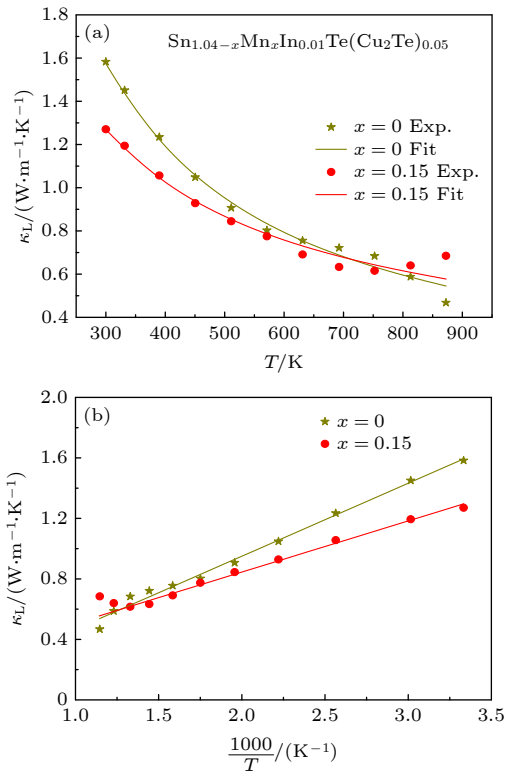 (a)
Sn₁.₀₄₋ₓMnₓIn₀.₀₁Te(Cu₂Te)₀.₀₅
★ x = 0 Exp.
x = 0 Fit
● x = 0.15 Exp.
x = 0.15 Fit
κL/(W·m⁻¹·K⁻¹)
1.8
1.6
1.4
1.2
1.0
0.8
0.6
0.4
300 400 500 600 700 800 900
T/K
(b)
★ x = 0
● x = 0.15
κL/(W·m⁻¹·K⁻¹)
2.0
1.6
1.2
0.8
0.4
0
1.0 1.5 2.0 2.5 3.0 3.5
1000/T/(K⁻¹)